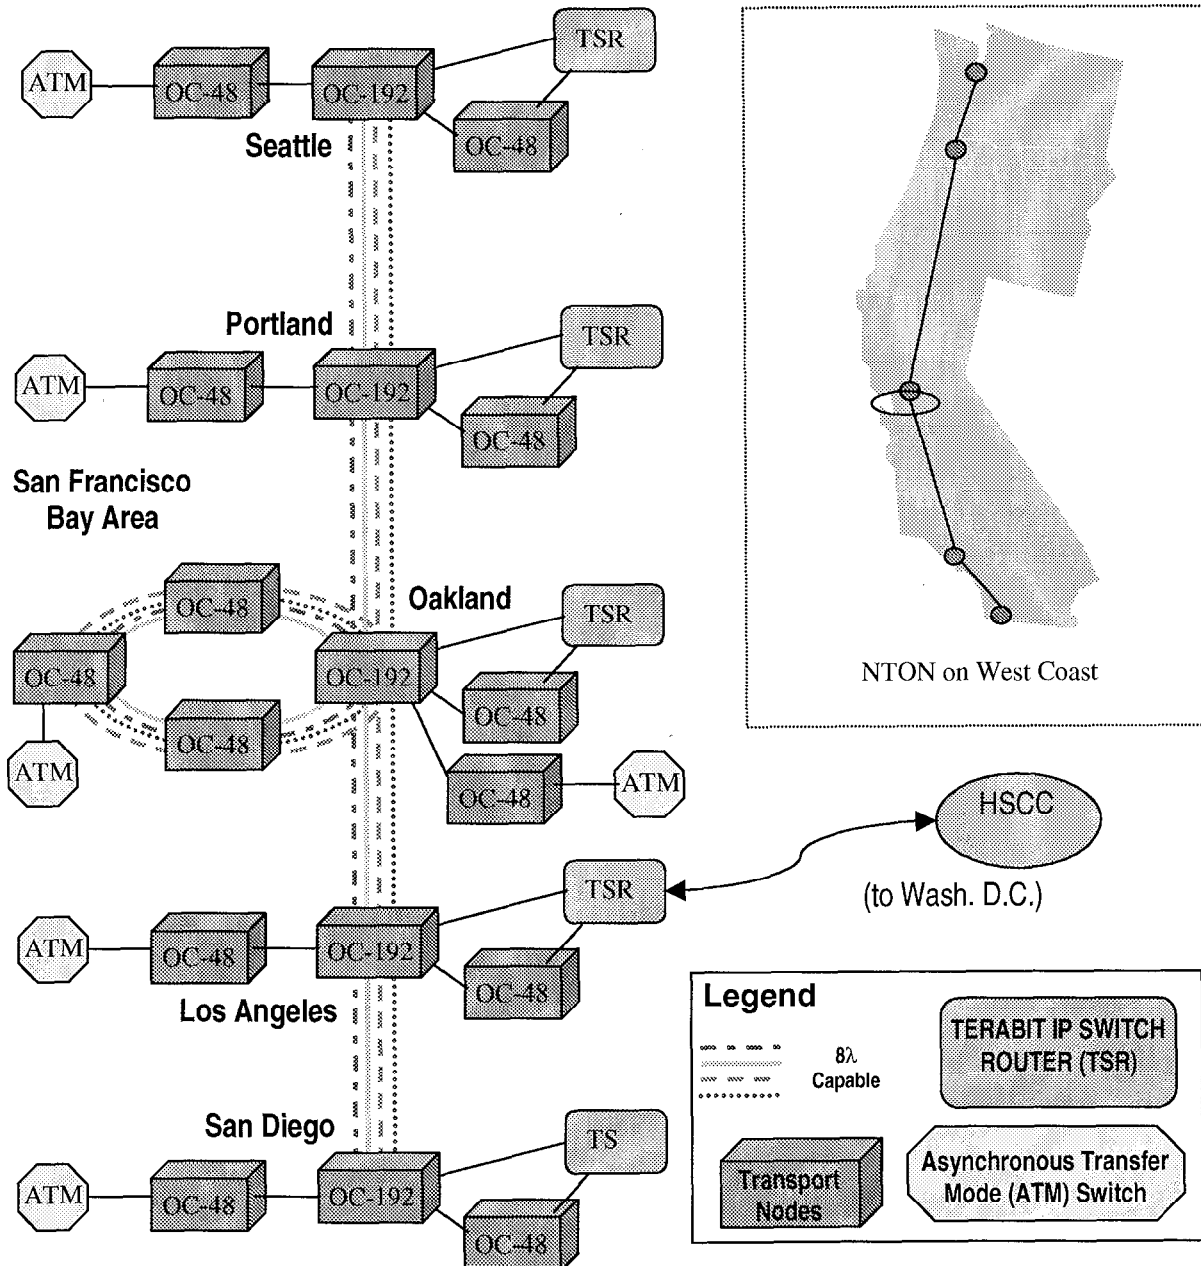 TSR
ATM
OC-48
OC-192
OC-48
Seattle
Portland
TSR
ATM
OC-48
OC-192
OC-48
San Francisco
Bay Area
Oakland
OC-48
TSR
OC-48
OC-192
OC-48
OC-48
ATM
OC-48
ATM
NTON on West Coast
HSCC
(to Wash. D.C.)
TSR
ATM
OC-48
OC-192
OC-48
Los Angeles
San Diego
TS
ATM
OC-48
OC-192
OC-48
Legend
8λ
Capable
TERABIT IP SWITCH
ROUTER (TSR)
Transport
Nodes
Asynchronous Transfer
Mode (ATM) Switch